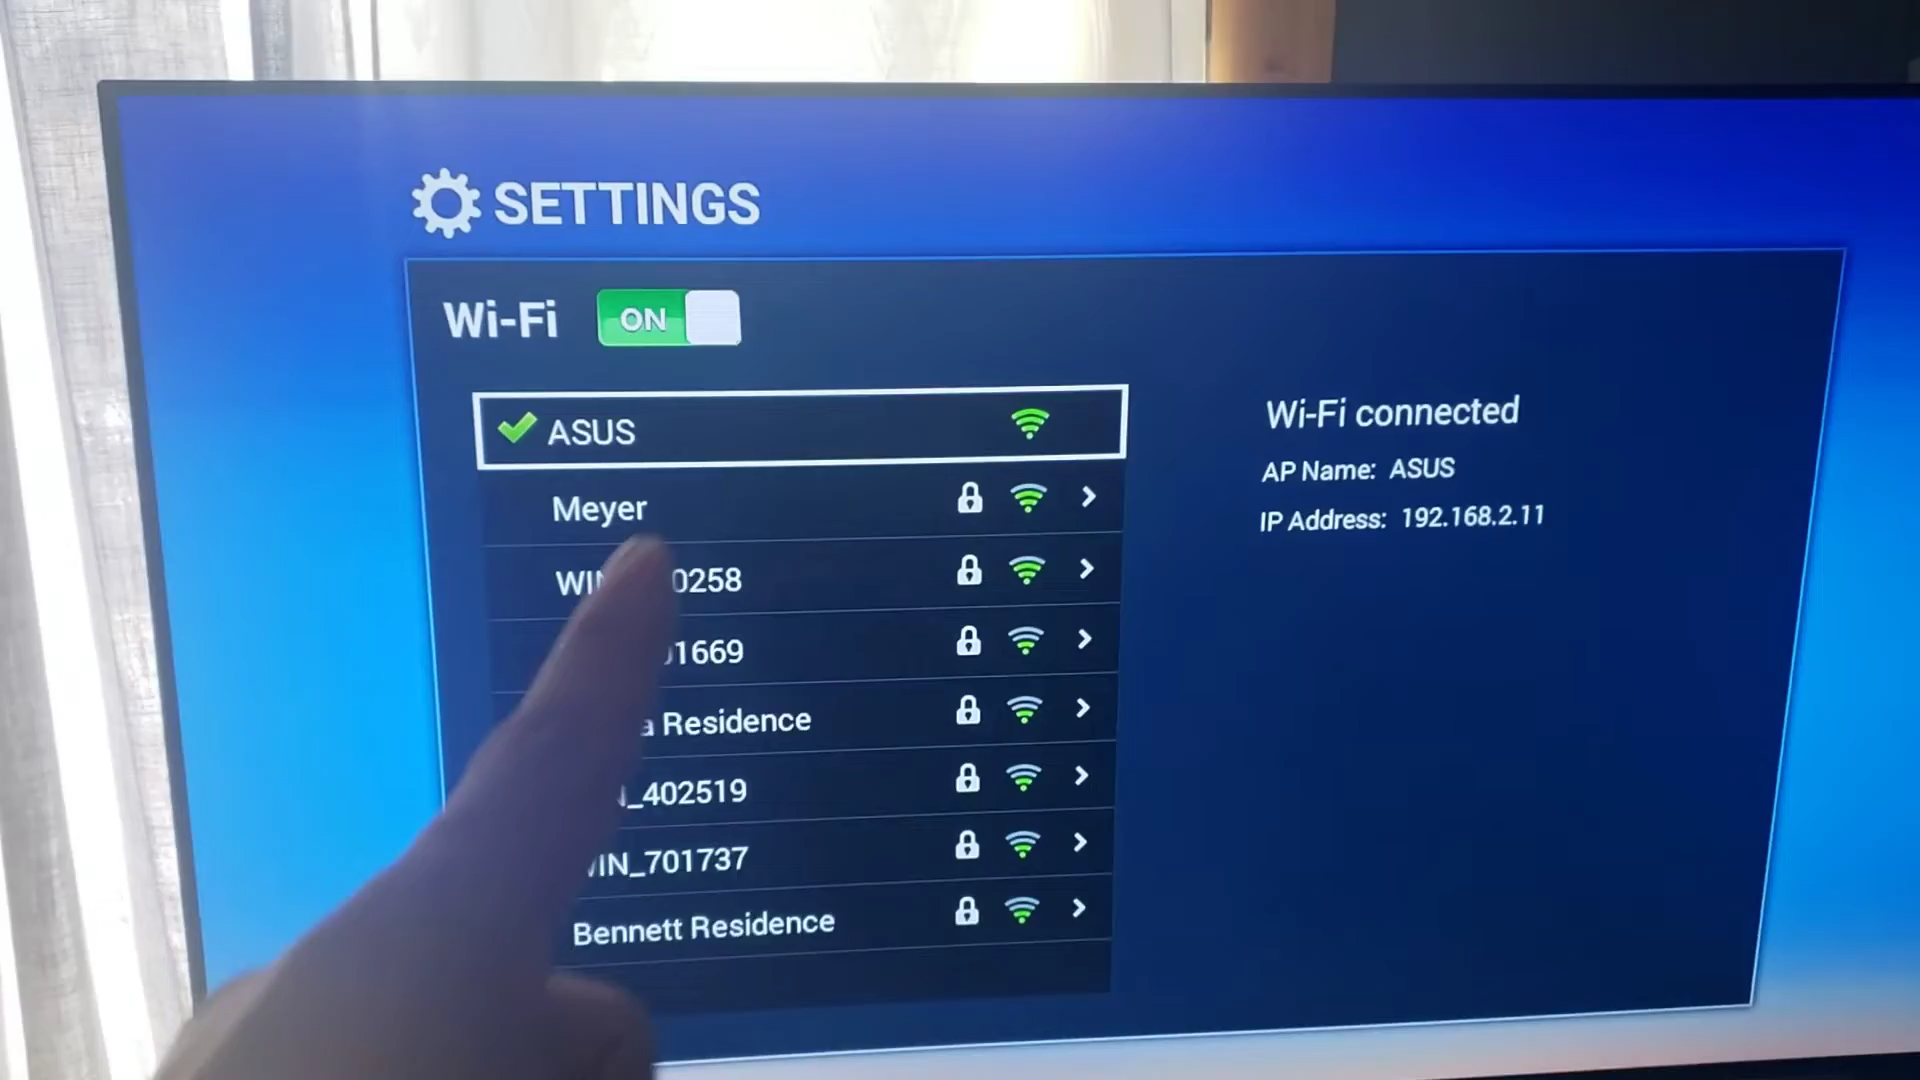 SETTINGS
Wi-Fi ON
ASUS
Meyer
0258
1669
Residence
_402519
IN_701737
Bennett Residence
Wi-Fi connected
AP Name: ASUS
IP Address: 192.168.2.11